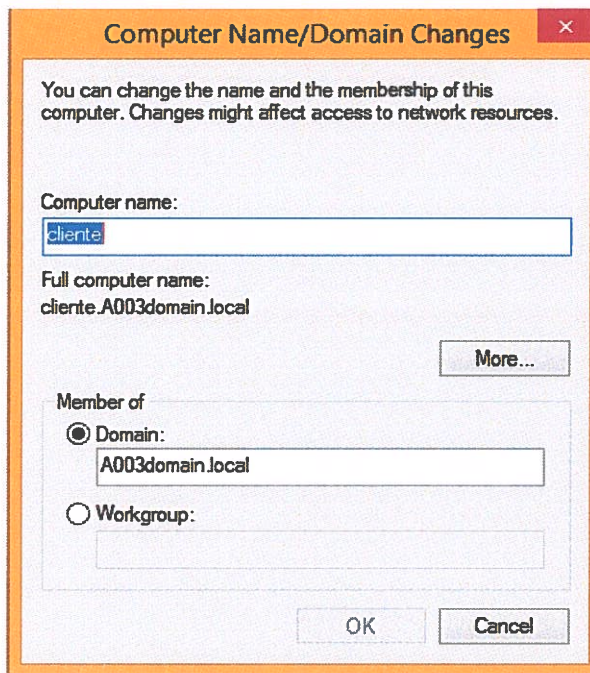 Computer Name/Domain Changes
You can change the name and the membership of this
computer. Changes might affect access to network resources.
Computer name:
cliente
Full computer name:
cliente.A003domain.local
More...
Member of
Domain:
A003domain.local
Workgroup:
OK
Cancel